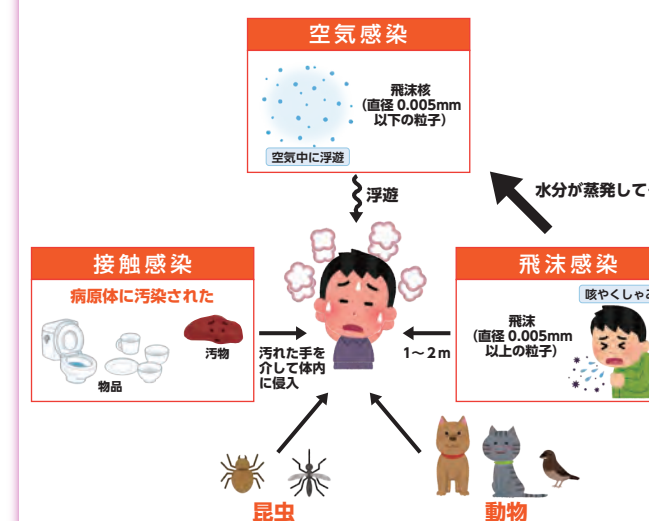 空気感染
飛沫核
（直径 0.005mm
以下の粒子）
空気中に浮遊
浮遊
水分が蒸発して
接触感染
病原体に汚染された
汚物
物品
汚れた手を
介して体内
に侵入
飛沫感染
咳やくしゃ
飛沫
（直径 0.005mm
以上の粒子）
1〜2m
昆虫
動物